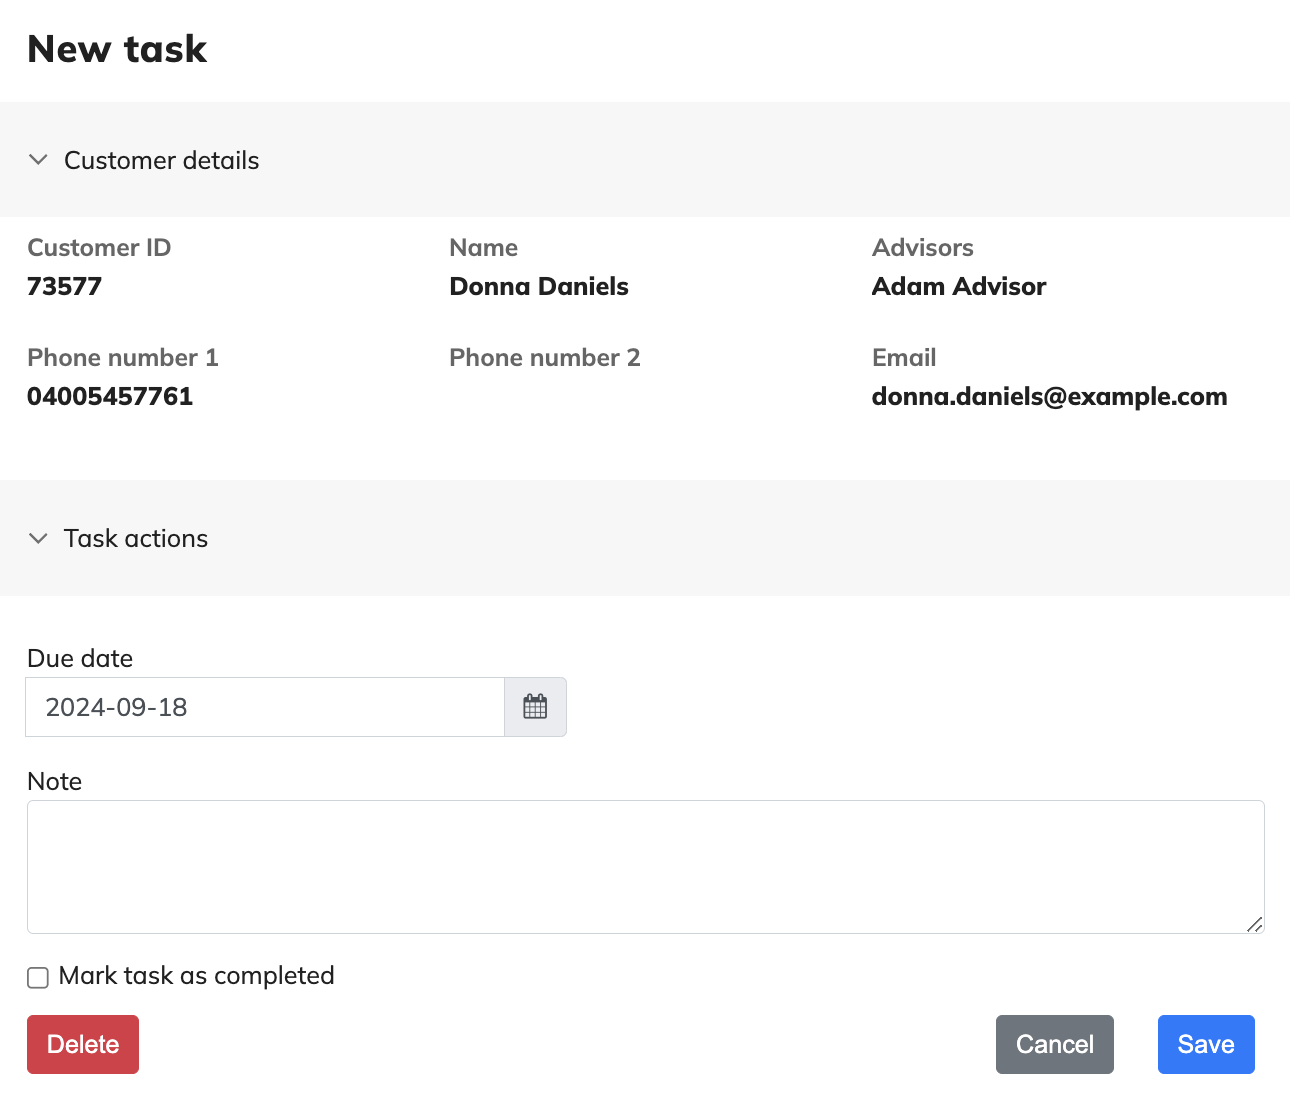 New task
Customer details
Customer ID
73577
Name
Donna Daniels
Advisors
Adam Advisor
Phone number 1
04005457761
Phone number 2
Email
donna.daniels@example.com
Task actions
Due date
2024-09-18
Note
Mark task as completed
Delete
Cancel
Save